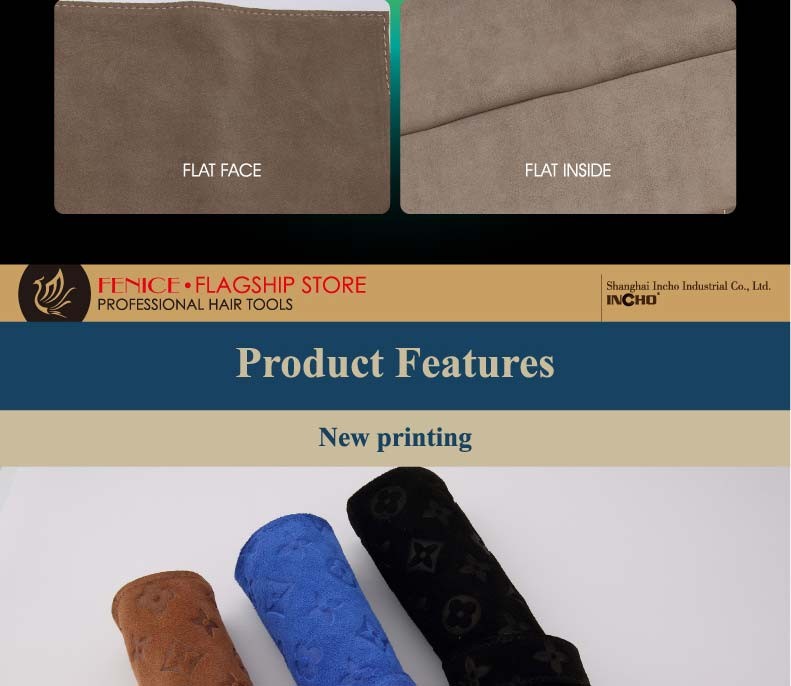 FLAT FACE
FLAT INSIDE
FENICE•FLAGSHIP STORE
PROFESSIONAL HAIR TOOLS
Shanghai Incho Industrial Co., Ltd.
INCHO
Product Features
New printing